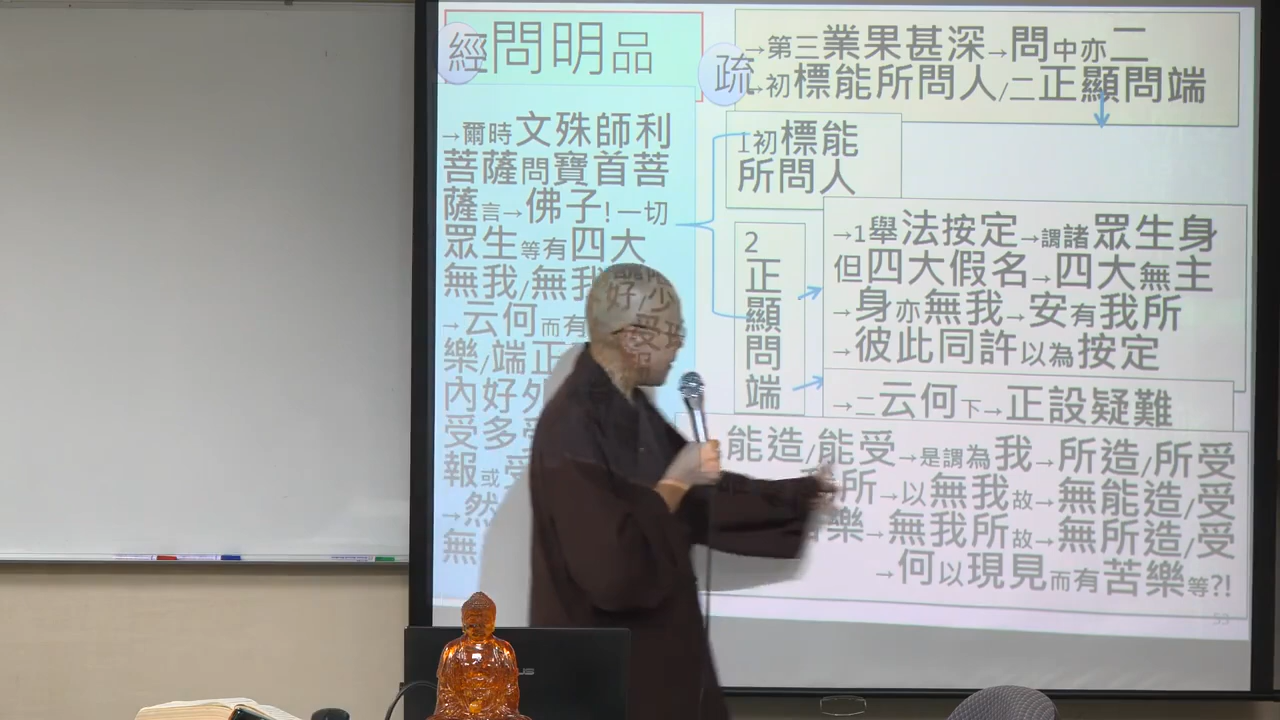 經問明品
→爾時文殊師利
菩薩問寶首菩
薩言→佛子!一切
眾生等有四大
無我/無我
→云何而有
樂/端正
內好外
受多受
報或受
→然
無
好/少
受現
疏
→第三業果甚深→問中亦二
→初標能所問人/二正顯問端
1初標能
所問人
2
正
顯
問
端
→1舉法按定→謂諸眾生身
但四大假名→四大無主
→身亦無我→安有我所
→彼此同許以為按定
→二云何下→正設疑難
能造/能受→是謂為我→所造/所受
所→以無我故→無能造/受
樂→無我所故→無所造/受
→何以現見而有苦樂等?!
53